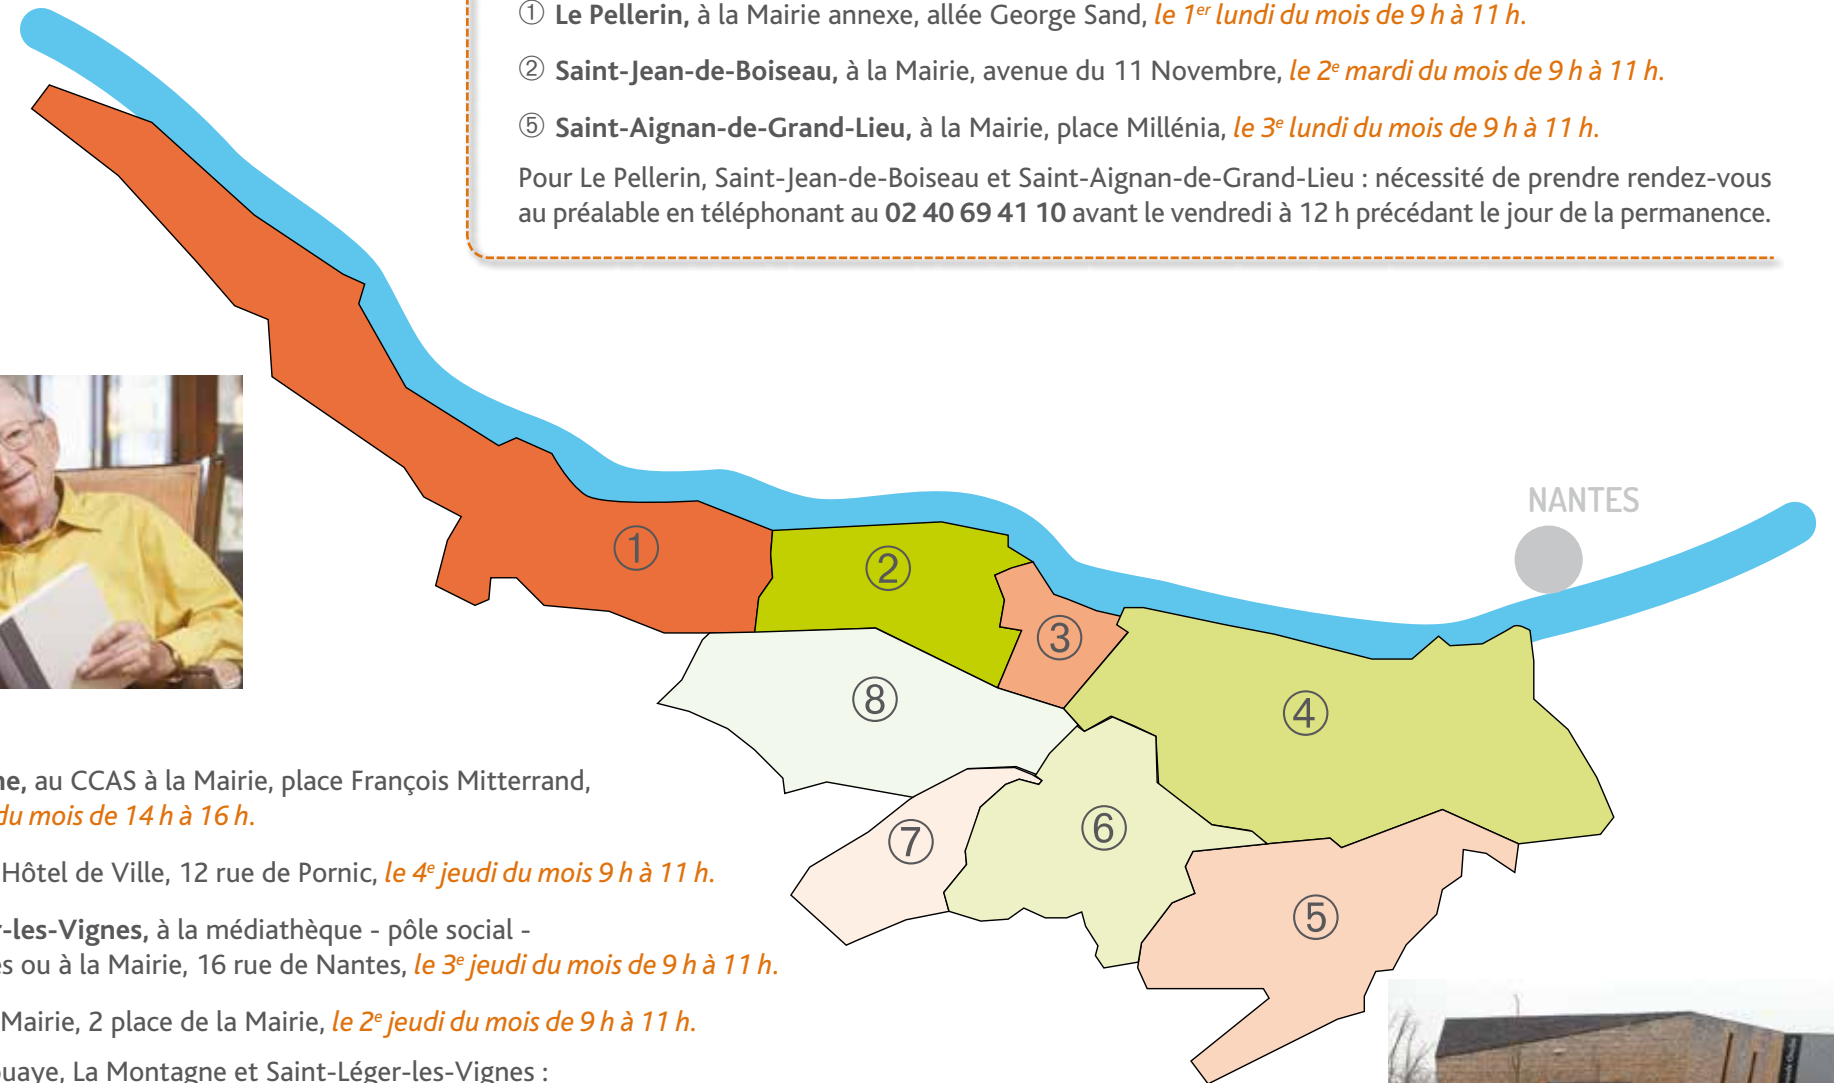 ① Le Pellerin, à la Mairie annexe, allée George Sand, le 1er lundi du mois de 9 h à 11 h.
② Saint-Jean-de-Boiseau, à la Mairie, avenue du 11 Novembre, le 2e mardi du mois de 9 h à 11 h.
⑤ Saint-Aignan-de-Grand-Lieu, à la Mairie, place Millénia, le 3e lundi du mois de 9 h à 11 h.
Pour Le Pellerin, Saint-Jean-de-Boiseau et Saint-Aignan-de-Grand-Lieu : nécessité de prendre rendez-vous
au préalable en téléphonant au 02 40 69 41 10 avant le vendredi à 12 h précédant le jour de la permanence.
NANTES
①
②
③
④
⑧
⑥
⑦
⑤
ne, au CCAS à la Mairie, place François Mitterrand,
du mois de 14 h à 16 h.
Hôtel de Ville, 12 rue de Pornic, le 4e jeudi du mois 9 h à 11 h.
r-les-Vignes, à la médiathèque - pôle social -
es ou à la Mairie, 16 rue de Nantes, le 3e jeudi du mois de 9 h à 11 h.
Mairie, 2 place de la Mairie, le 2e jeudi du mois de 9 h à 11 h.
ouaye, La Montagne et Saint-Léger-les-Vignes :